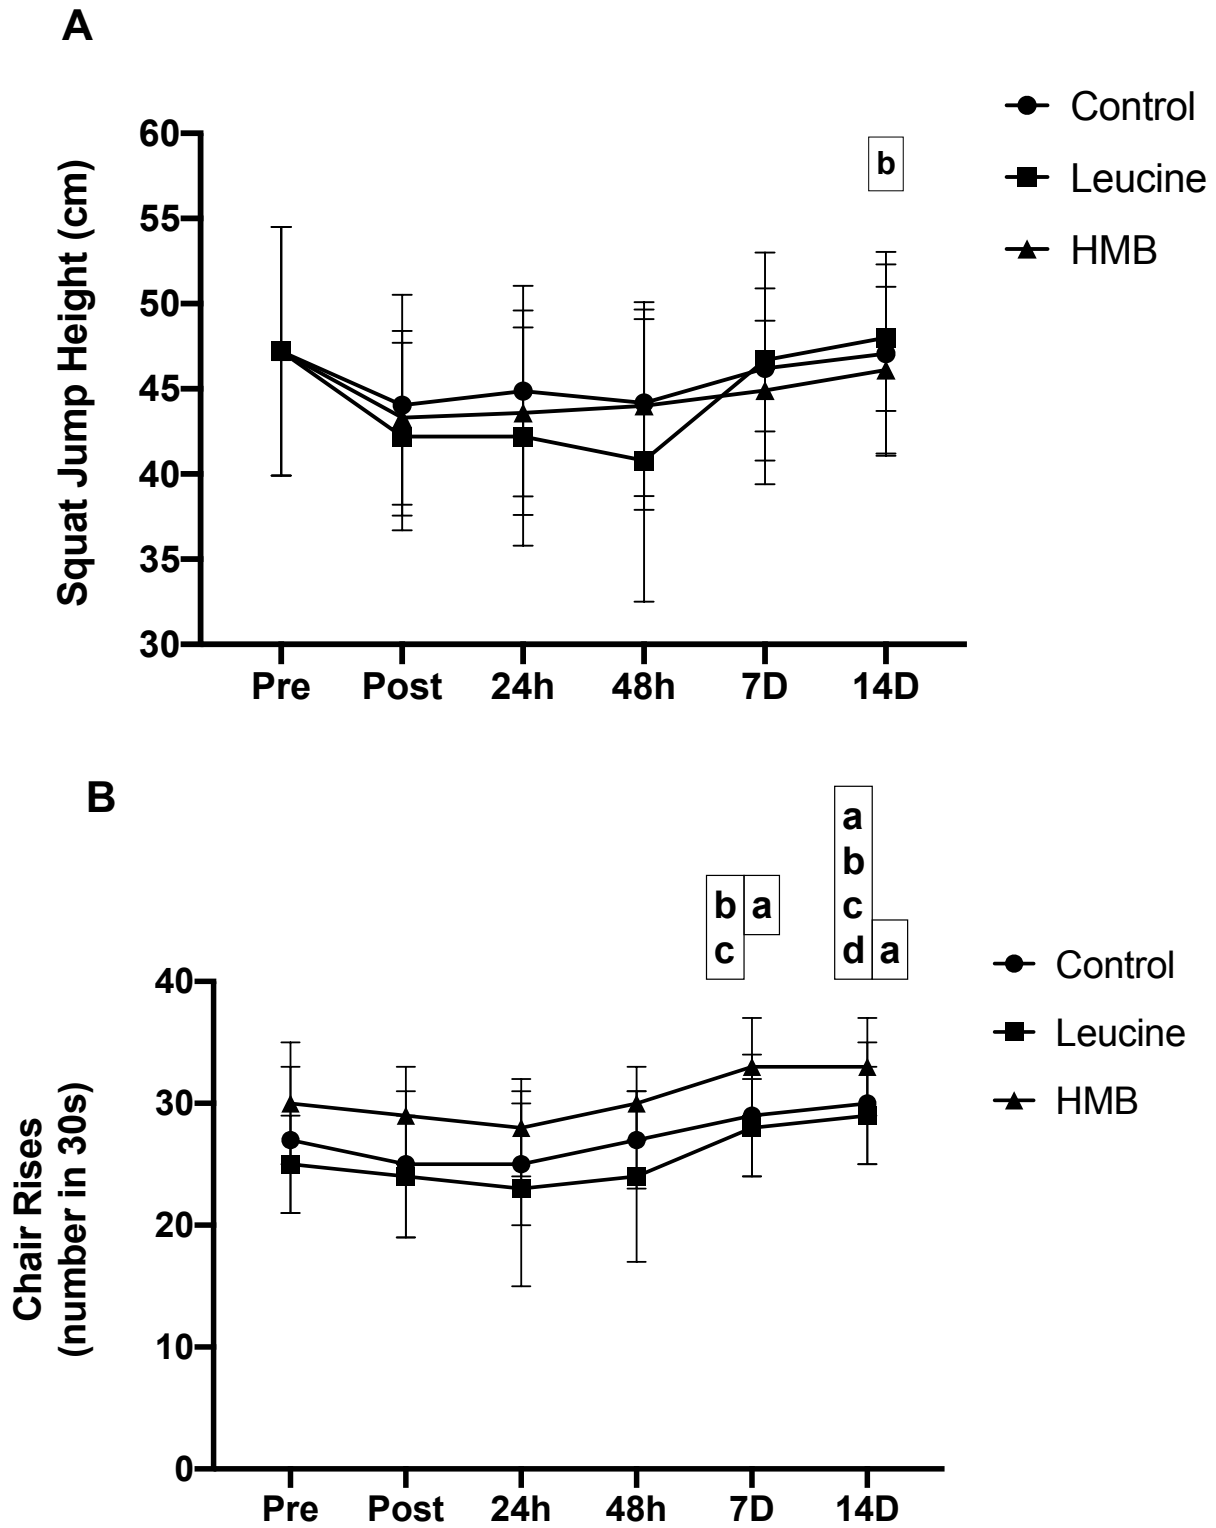 A
Squat Jump Height (cm)
60
55
50
45
40
35
30
b
Pre Post 24h 48h 7D 14D
Control
Leucine
HMB
B
Chair Rises
(number in 30s)
40
30
20
10
0
b
c
a
a
b
c
d
a
Pre Post 24h 48h 7D 14D
Control
Leucine
HMB